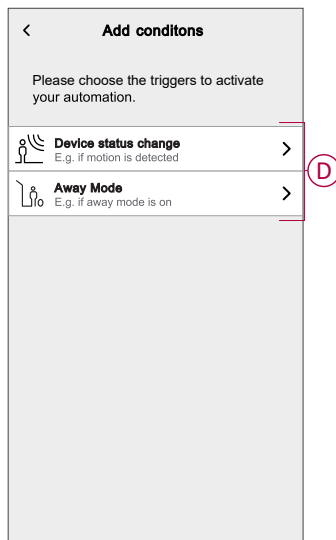 Add conditons
Please choose the triggers to activate
your automation.
Device status change
E.g. if motion is detected
Away Mode
E.g. if away mode is on
D